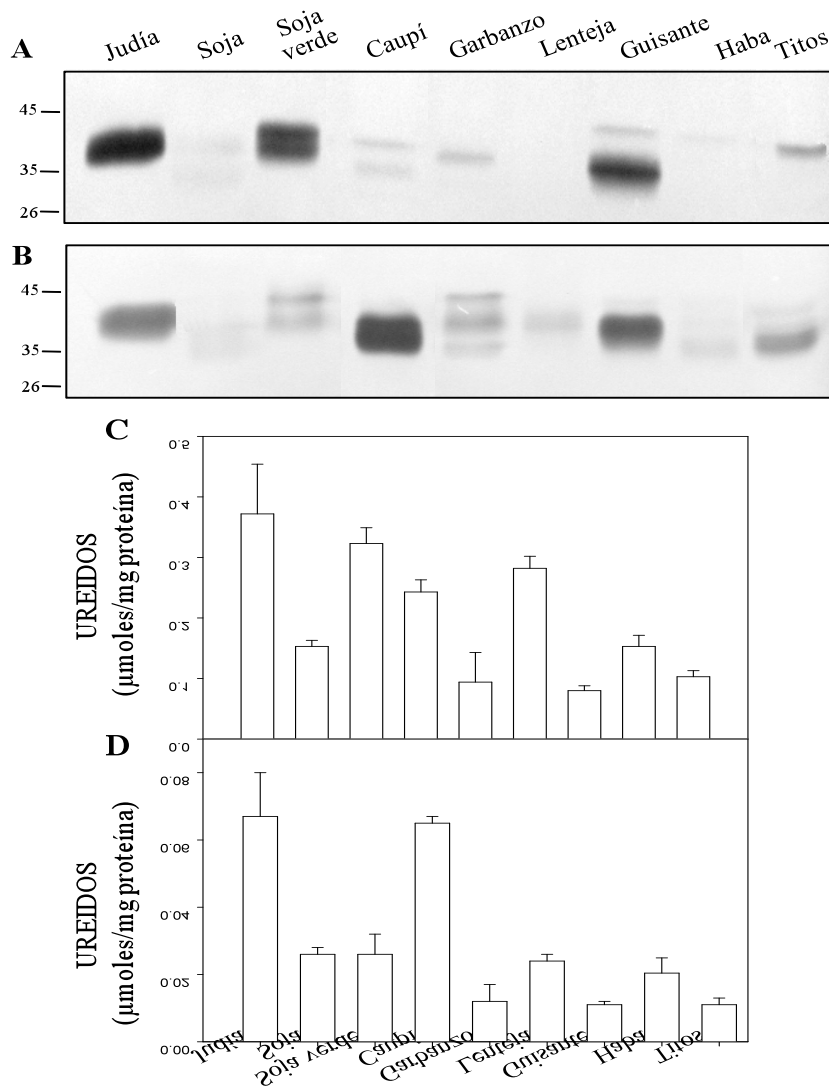 Judía Soja Soja verde Caupí Garbanzo Lenteja Guisante Haba Titos
A
45
35
26
B
45
35
26
C
UREIDOS
(µmoles/mg proteína)
0.5
0.4
0.3
0.2
0.1
0.0
D
UREIDOS
(µmoles/mg proteína)
0.08
0.06
0.04
0.02
0.00
Judía Soja Soja verde Caupí Garbanzo Lenteja Guisante Haba Titos